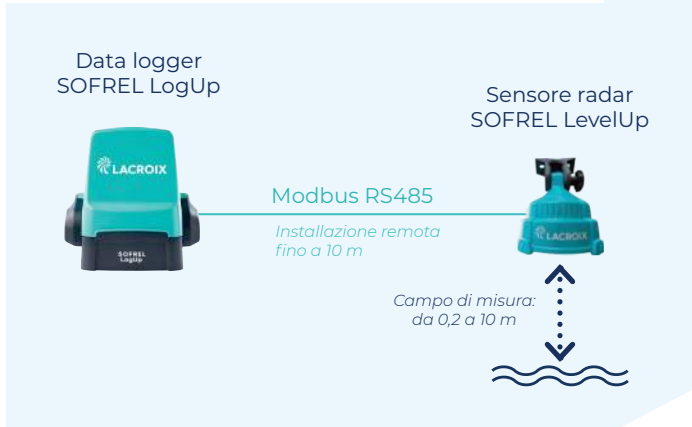 Data logger
SOFREL LogUp
Sensore radar
SOFREL LevelUp
LACROIX
Modbus RS485
Installazione remota
fino a 10 m
LACROIX
SOFREL
LogUp
Campo di misura:
da 0,2 a 10 m